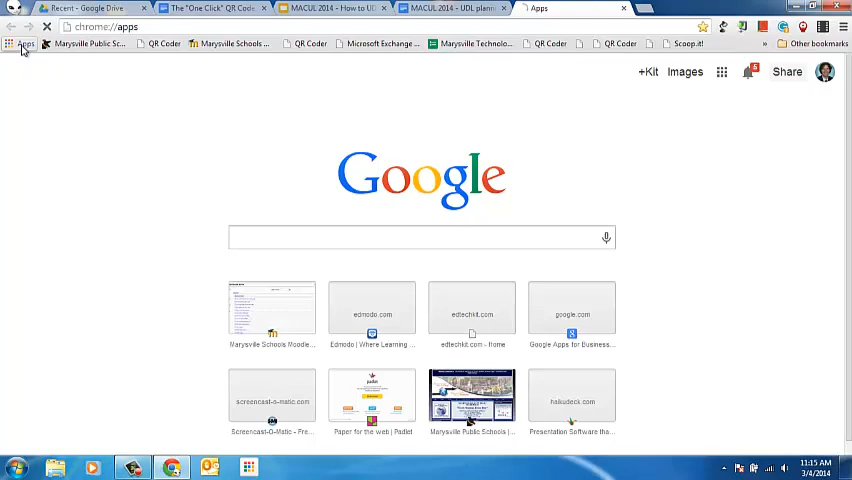 Recent - Google Drive
The "One Click" QR Code
MACUL 2014 - How to UD
MACUL 2014 - UDL plann
Apps
chrome://apps
Apps
Marysville Public Sc...
QR Coder
Marysville Schools ...
QR Coder
Microsoft Exchange ...
Marysville Technolo...
QR Coder
QR Coder
Scoop.it!
»
Other bookmarks
+Kit
Images
6
Share
Google
edmodo.com
edtechkit.com
google.com
Marysville Schools Moodle...
Edmodo | Where Learning ...
edtechkit.com - Home
Google Apps for Business...
screencast-o-matic.com
padlet
haikudeck.com
Screencast-O-Matic - Fre...
Paper for the web | Padlet
Marysville Public Schools |...
Presentation Software tha...
11:15 AM
3/4/2014